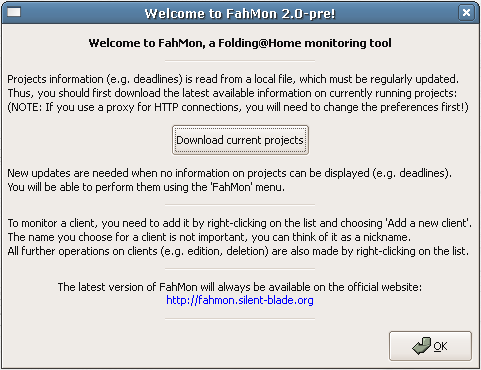 Welcome to FahMon 2.0-pre!
Welcome to FahMon, a Folding@Home monitoring tool
Projects information (e.g. deadlines) is read from a local file, which must be regularly updated.
Thus, you should first download the latest available information on currently running projects:
(NOTE: If you use a proxy for HTTP connections, you will need to change the preferences first!)
Download current projects
New updates are needed when no information on projects can be displayed (e.g. deadlines).
You will be able to perform them using the 'FahMon' menu.
To monitor a client, you need to add it by right-clicking on the list and choosing 'Add a new client'.
The name you choose for a client is not important, you can think of it as a nickname.
All further operations on clients (e.g. edition, deletion) are also made by right-clicking on the list.
The latest version of FahMon will always be available on the official website:
http://fahmon.silent-blade.org
OK